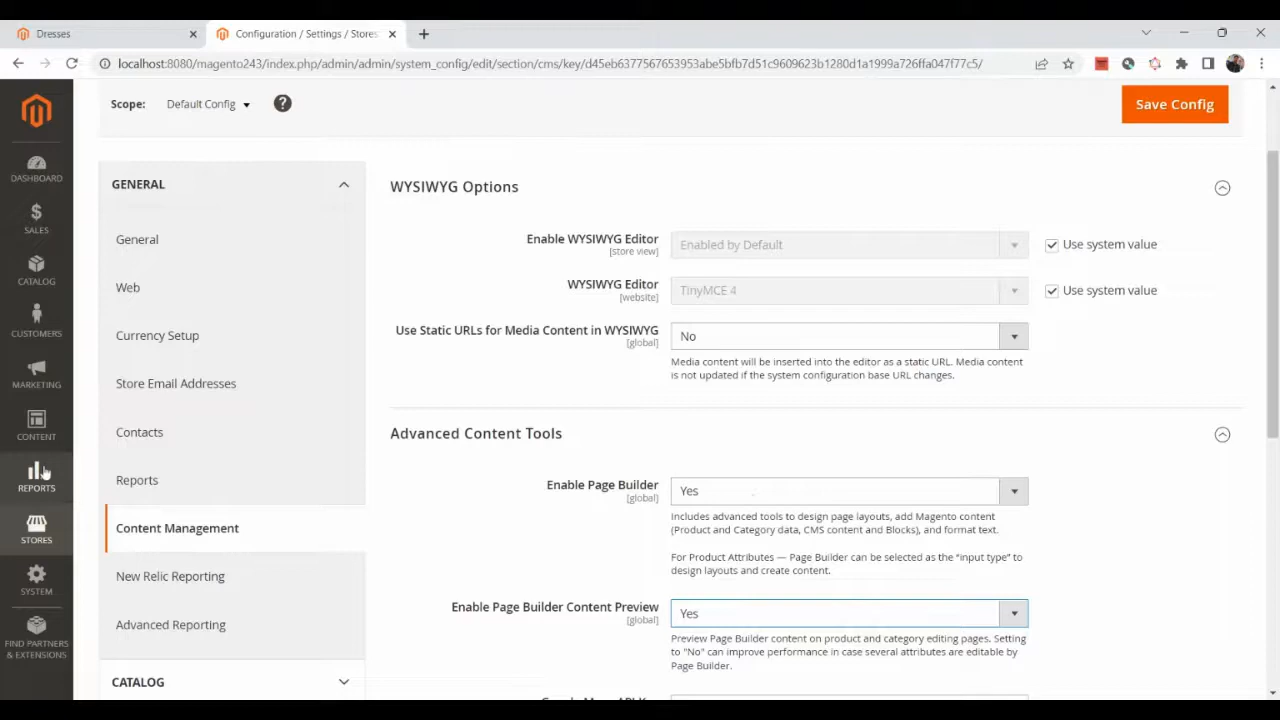 Dresses
Configuration / Settings / Stores
localhost:8080/magento243/index.php/admin/admin/system_config/edit/section/cms/key/d45eb6377567653953abe5bfb7d51c9609623b1280d1a1999a726ffa047f77c5/
Scope: Default Config
Save Config
DASHBOARD
SALES
CATALOG
CUSTOMERS
MARKETING
CONTENT
REPORTS
STORES
SYSTEM
FIND PARTNERS
& EXTENSIONS
GENERAL
General
Web
Currency Setup
Store Email Addresses
Contacts
Reports
Content Management
New Relic Reporting
Advanced Reporting
CATALOG
WYSIWYG Options
Enable WYSIWYG Editor Enabled by Default Use system value
[store view]
WYSIWYG Editor TinyMCE 4 Use system value
[website]
Use Static URLs for Media Content in WYSIWYG No
[global]
Media content will be inserted into the editor as a static URL. Media content
is not updated if the system configuration base URL changes.
Advanced Content Tools
Enable Page Builder Yes
[global]
Includes advanced tools to design page layouts, add Magento content
(Product and Category data, CMS content and Blocks), and format text.
For Product Attributes — Page Builder can be selected as the "input type" to
design layouts and create content.
Enable Page Builder Content Preview Yes
[global]
Preview Page Builder content on product and category editing pages. Setting
to "No" can improve performance in case several attributes are editable by
Page Builder.